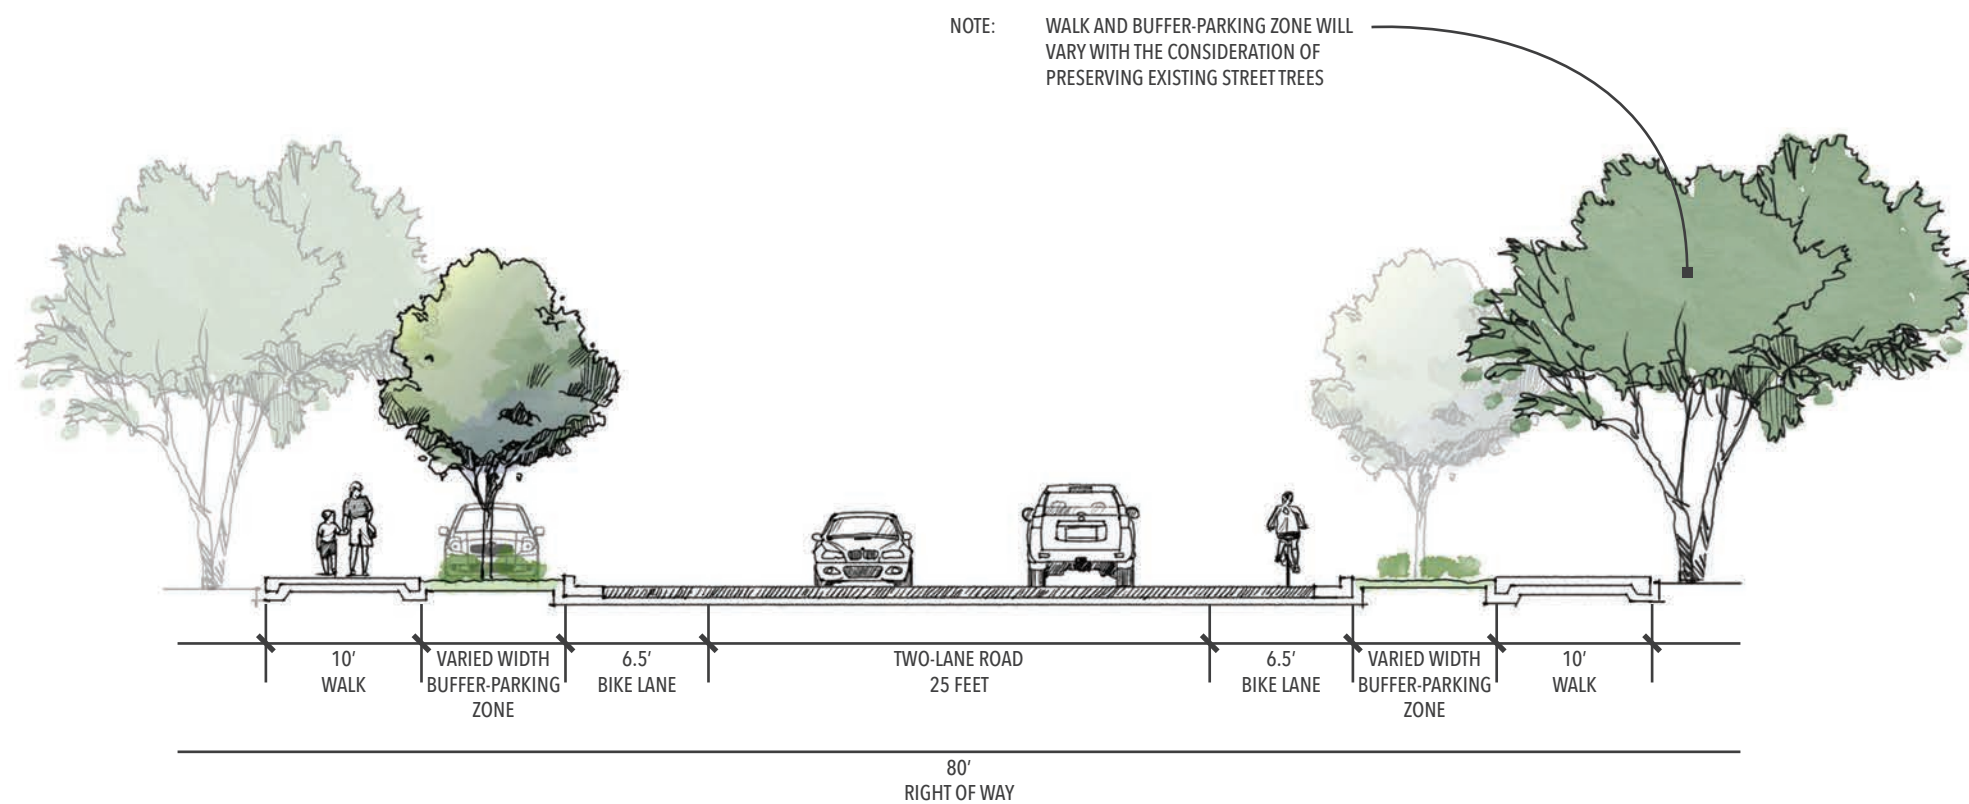 NOTE: WALK AND BUFFER-PARKING ZONE WILL
VARY WITH THE CONSIDERATION OF
PRESERVING EXISTING STREET TREES
10'
WALK
VARIED WIDTH
BUFFER-PARKING
ZONE
6.5'
BIKE LANE
TWO-LANE ROAD
25 FEET
6.5'
BIKE LANE
VARIED WIDTH
BUFFER-PARKING
ZONE
10'
WALK
80'
RIGHT OF WAY